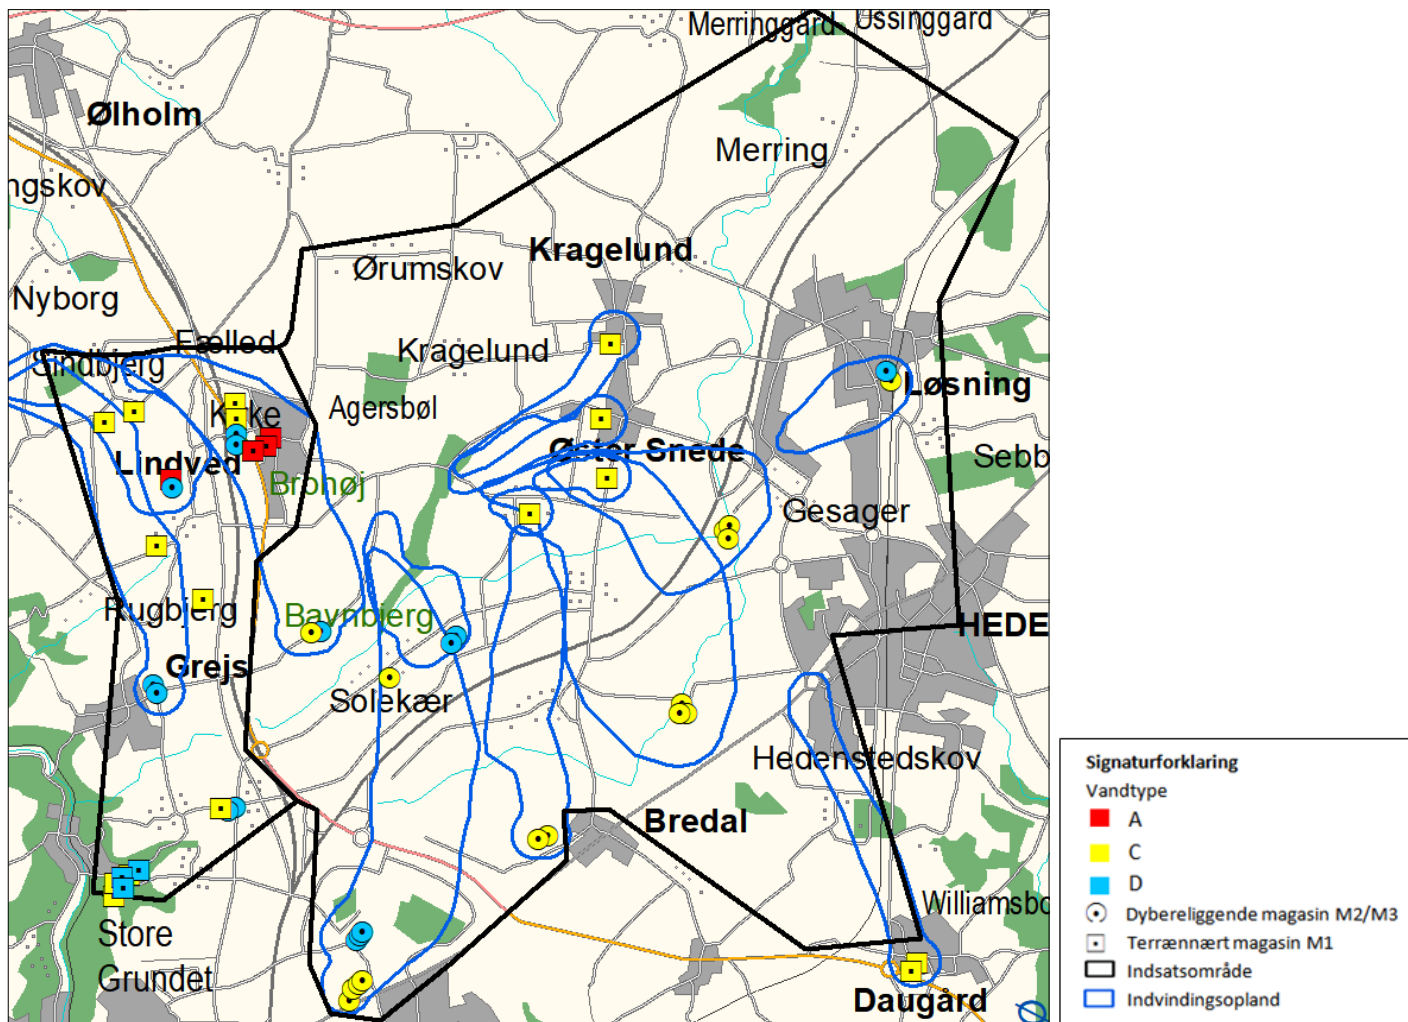 Merringgård
Ussinggård
Ølholm
Merring
ngskov
Kragelund
Ørumskov
Nyborg
Fælled
Kragelund
Sindbjerg
Løsning
Agersbøl
Kirke
Øster Snede
Lindved
Sebb
Brohøj
Gesager
Rugbjerg
Bavnbjerg
HEDE
Grejs
Solekær
Hedenstedskov
Bredal
Williamsbo
Store
Grundet
Daugård
Signaturforklaring
Vandtype
A
C
D
Dybereliggende magasin M2/M3
Terrænnært magasin M1
Indsatsområde
Indvindingsopland